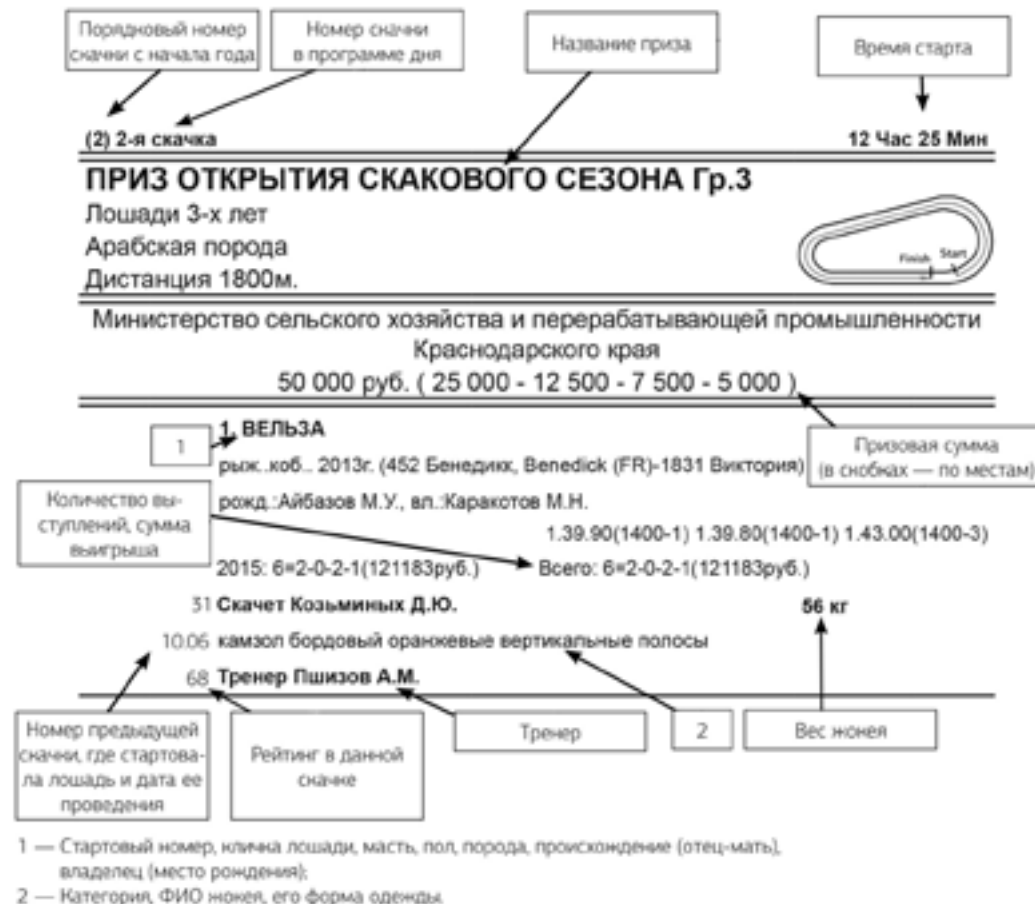 Порядковый номер
скачки с начала года
Номер скачки
в программе дня
Название приза
Время старта
(2) 2-я скачка
12 Час 25 Мин
ПРИЗ ОТКРЫТИЯ СКАКОВОГО СЕЗОНА Гр.3
Лошади 3-х лет
Арабская порода
Дистанция 1800м.
Finish
Start
Министерство сельского хозяйства и перерабатывающей промышленности
Краснодарского края
50 000 руб. ( 25 000 - 12 500 - 7 500 - 5 000 )
1
1. ВЕЛЬЗА
Призовая сумма
(в скобках — по местам)
рыж..коб.. 2013г. (452 Бенедикк, Benedick (FR)-1831 Виктория)
Количество вы-
ступлений, сумма
выигрыша
рожд.:Айбазов М.У., вл.:Каракотов М.Н.
1.39.90(1400-1) 1.39.80(1400-1) 1.43.00(1400-3)
2015: 6=2-0-2-1(121183руб.)
Всего: 6=2-0-2-1(121183руб.)
31 Скачет Козьминых Д.Ю.
56 кг
10.06 камзол бордовый оранжевые вертикальные полосы
68 Тренер Пшизов А.М.
Номер предыдущей
скачки, где стартова-
ла лошадь и дата ее
проведения
Рейтинг в данной
скачке
Тренер
2
Вес жокея
1 — Стартовый номер, кличка лошади, масть, пол, порода, происхождение (отец-мать),
владелец (место рождения);
2 — Категория, ФИО жокея, его форма одежды.